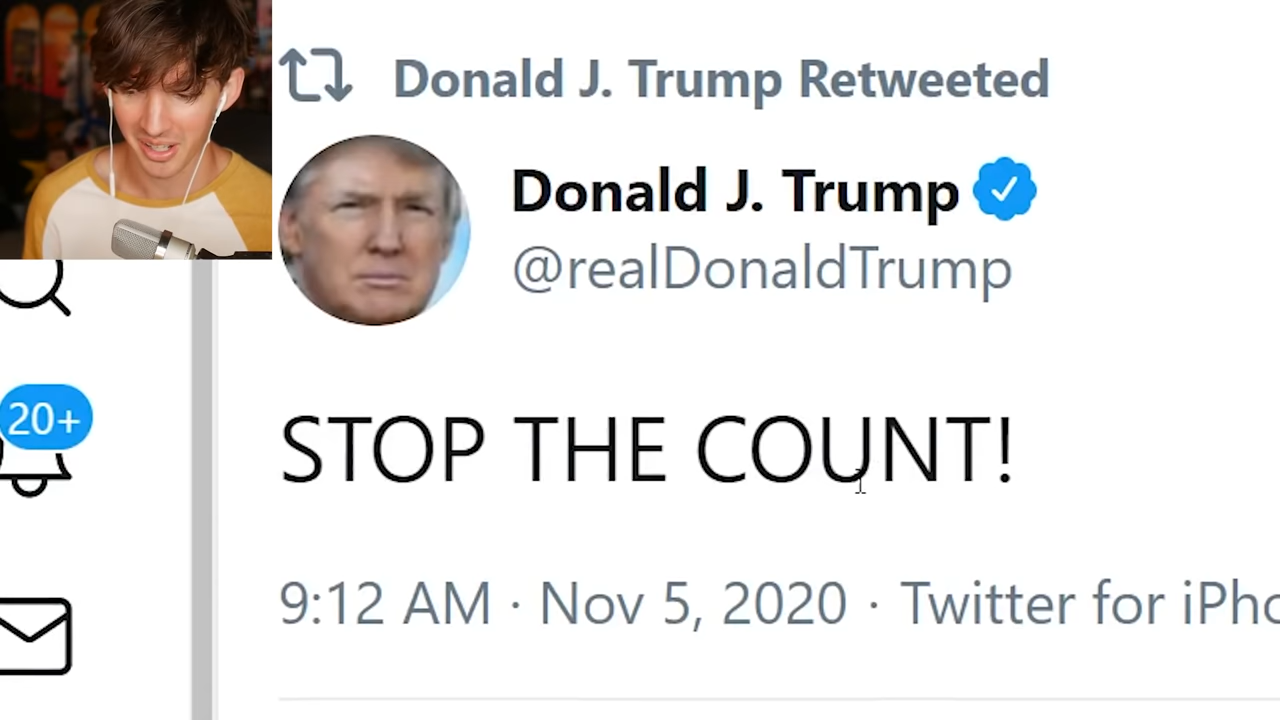 Donald J. Trump Retweeted
Donald J. Trump
@realDonaldTrump
20+
STOP THE COUNT!
9:12 AM · Nov 5, 2020 · Twitter for iPho